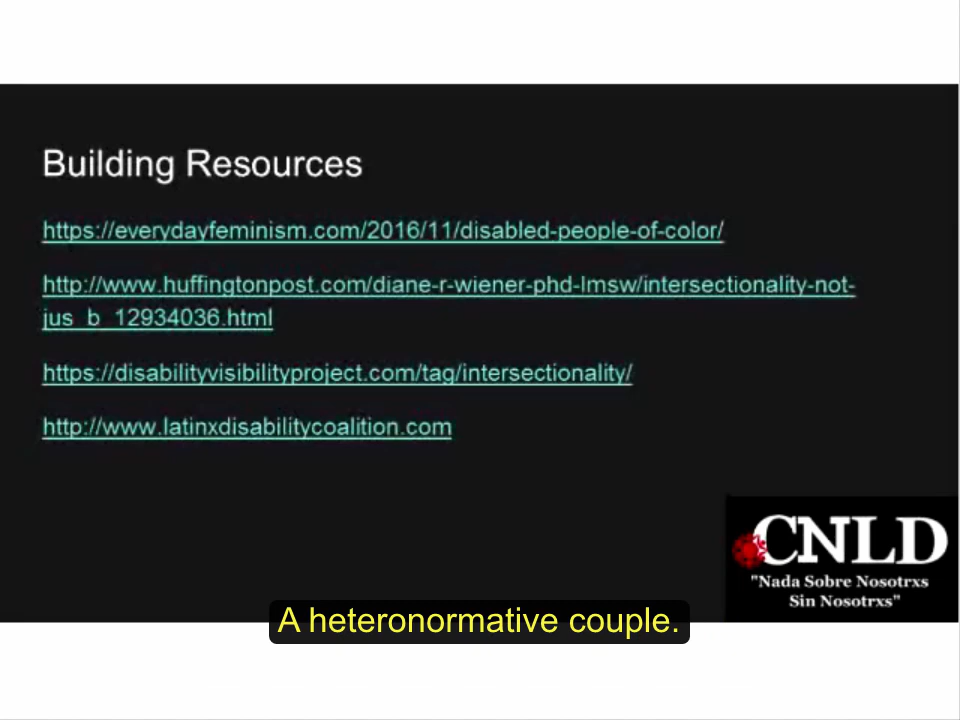 Building Resources
https://everydayfeminism.com/2016/11/disabled-people-of-color/
http://www.huffingtonpost.com/diane-r-wiener-phd-lmsw/intersectionality-not-
jus_b_12934036.html
https://disabilityvisibilityproject.com/tag/intersectionality/
http://www.latinxdisabilitycoalition.com
CNLD
"Nada Sobre Nosotrxs
Sin Nosotrxs"
A heteronormative couple.